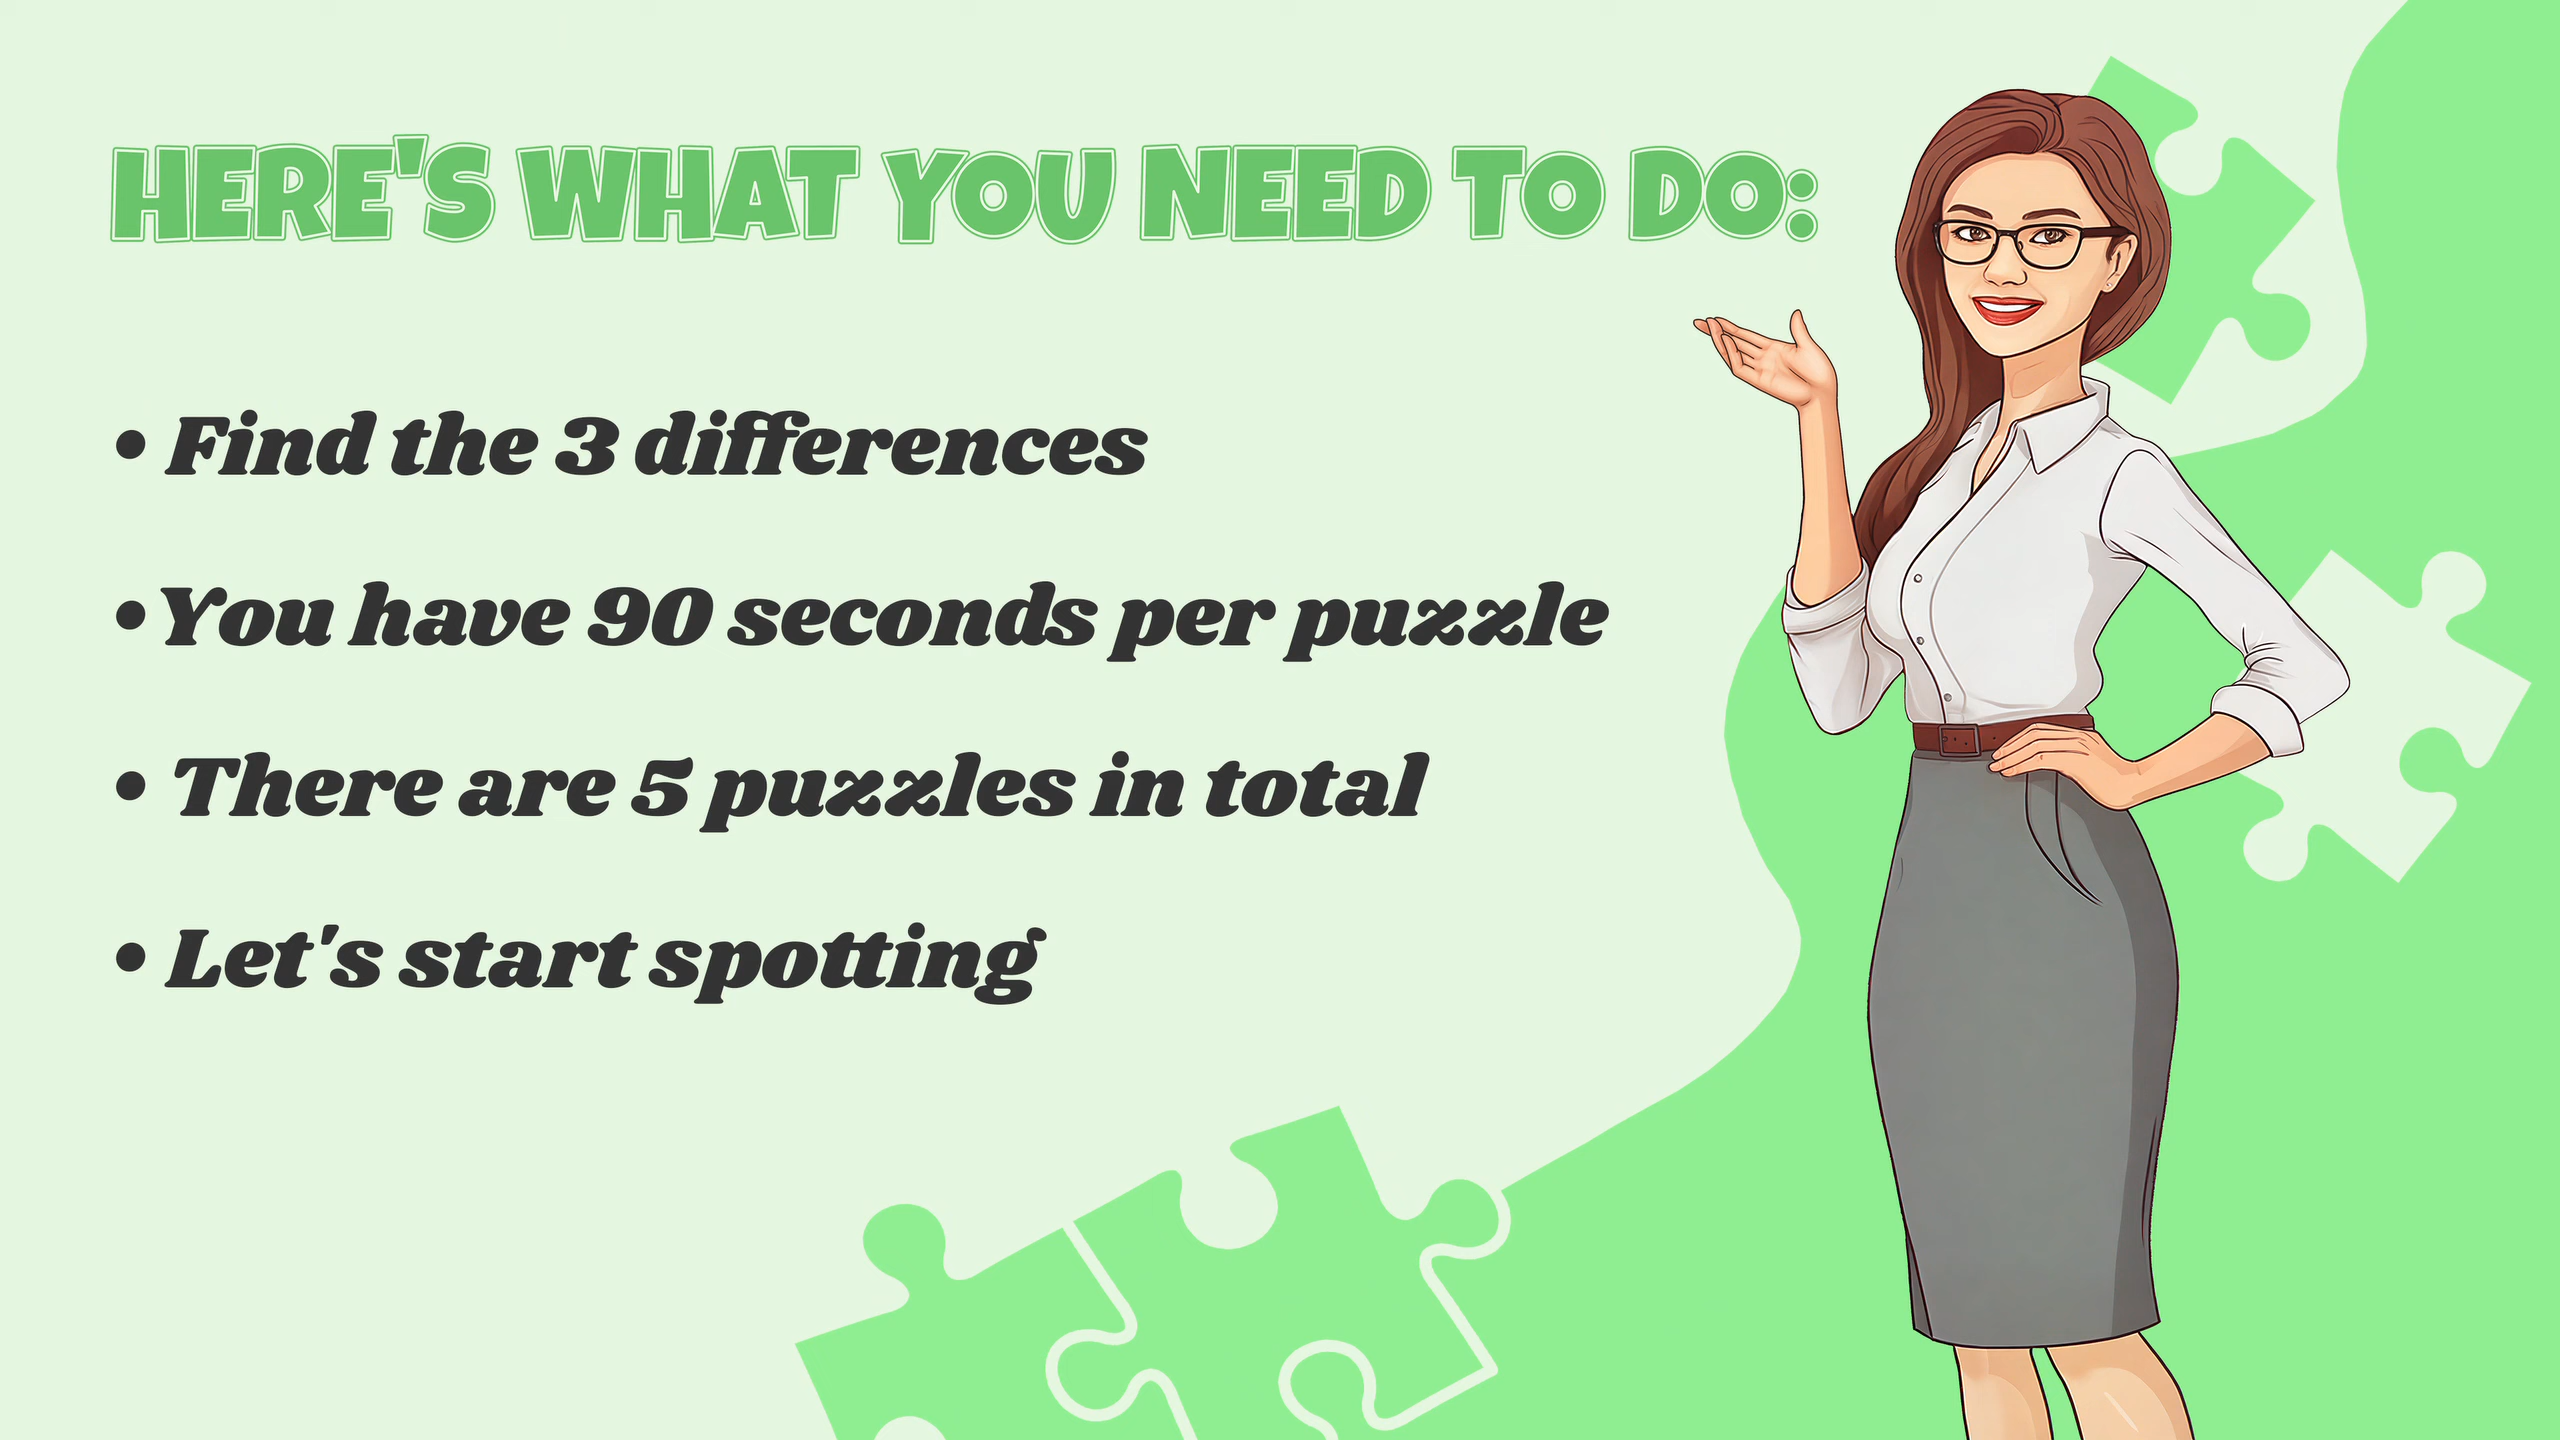 HERE'S WHAT YOU NEED TO DO:
• Find the 3 differences
• You have 90 seconds per puzzle
• There are 5 puzzles in total
• Let's start spotting